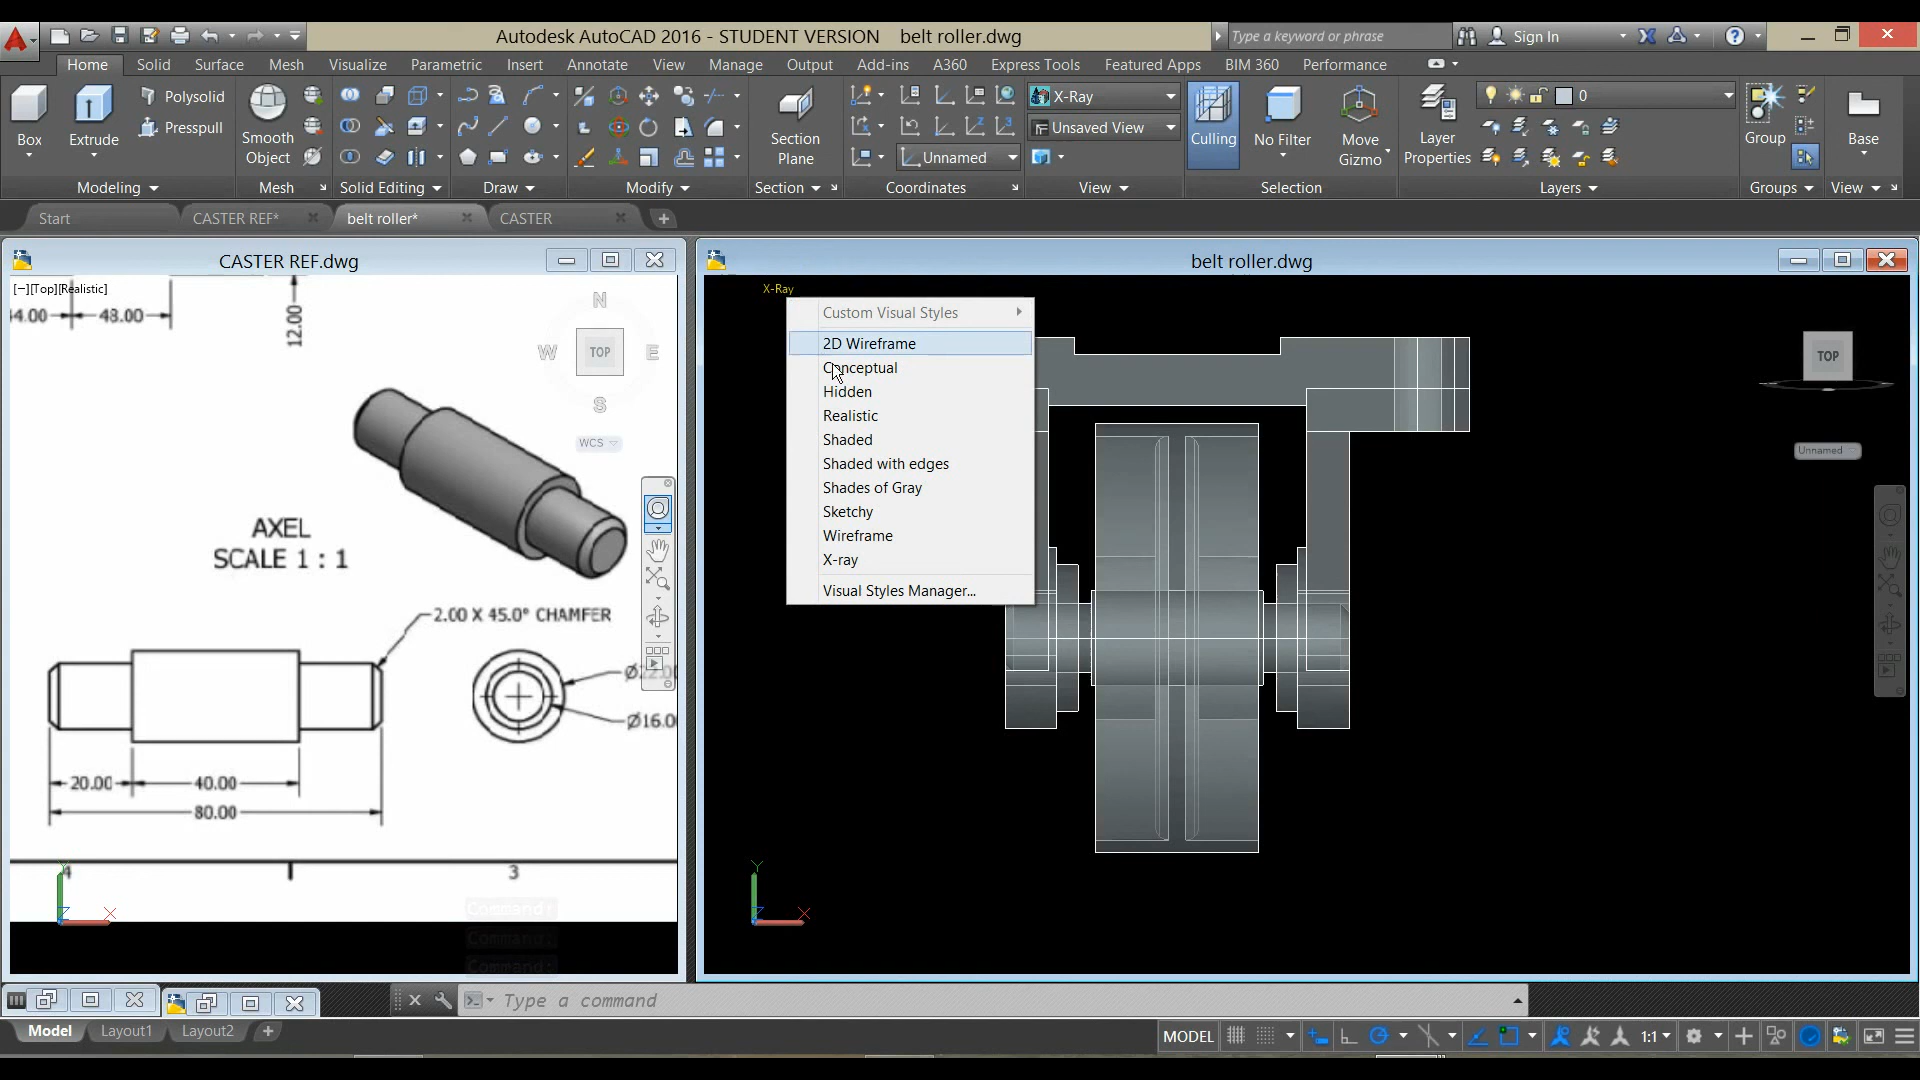 Autodesk AutoCAD 2016 - STUDENT VERSION belt roller.dwg
Type a keyword or phrase
Sign In
Home Solid Surface Mesh Visualize Parametric Insert Annotate View Manage Output Add-ins A360 Express Tools Featured Apps BIM 360 Performance
Box
Extrude
Polysolid
Presspull
Smooth Object
Section Plane
X-Ray
Unsaved View
Unnamed
Culling
No Filter
Move Gizmo
Layer Properties
0
Group
Base
Modeling Mesh Solid Editing Draw Modify Section Coordinates View Selection Layers Groups View
Start CASTER REF* belt roller* CASTER
CASTER REF.dwg
[−][Top][Realistic]
4.00 48.00
12.00
N
W TOP E
S
WCS
AXEL
SCALE 1 : 1
2.00 X 45.0° CHAMFER
Ø22.0
Ø16.0
20.00 40.00
80.00
4 3
Y
X
Z
Command:
Command:
Command:
belt roller.dwg
X-Ray
Custom Visual Styles
2D Wireframe
Conceptual
Hidden
Realistic
Shaded
Shaded with edges
Shades of Gray
Sketchy
Wireframe
X-ray
Visual Styles Manager...
TOP
Unnamed
Y
X
Z
Type a command
Model Layout1 Layout2
MODEL
1:1